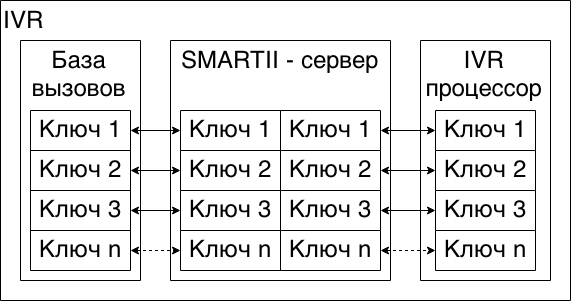 IVR
База
вызовов
Ключ 1
Ключ 2
Ключ 3
Ключ n
SMARTII - сервер
Ключ 1 Ключ 1
Ключ 2 Ключ 2
Ключ 3 Ключ 3
Ключ n Ключ n
IVR
процессор
Ключ 1
Ключ 2
Ключ 3
Ключ n